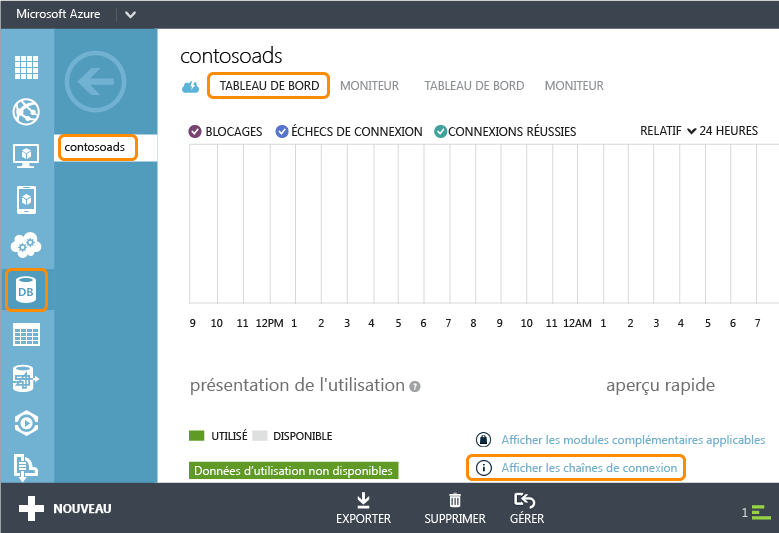 Microsoft Azure
contosoads
TABLEAU DE BORD MONITEUR TABLEAU DE BORD MONITEUR
contosoads
BLOCAGES ÉCHECS DE CONNEXION CONNEXIONS RÉUSSIES RELATIF 24 HEURES
DB
9 10 11 12PM 1 2 3 4 5 6 7 8 9 10 11 12AM 1 2 3 4 5 6 7
présentation de l'utilisation ? aperçu rapide
UTILISÉ DISPONIBLE
Afficher les modules complémentaires applicables
Données d'utilisation non disponibles
Afficher les chaînes de connexion
NOUVEAU
EXPORTER SUPPRIMER GÉRER
1